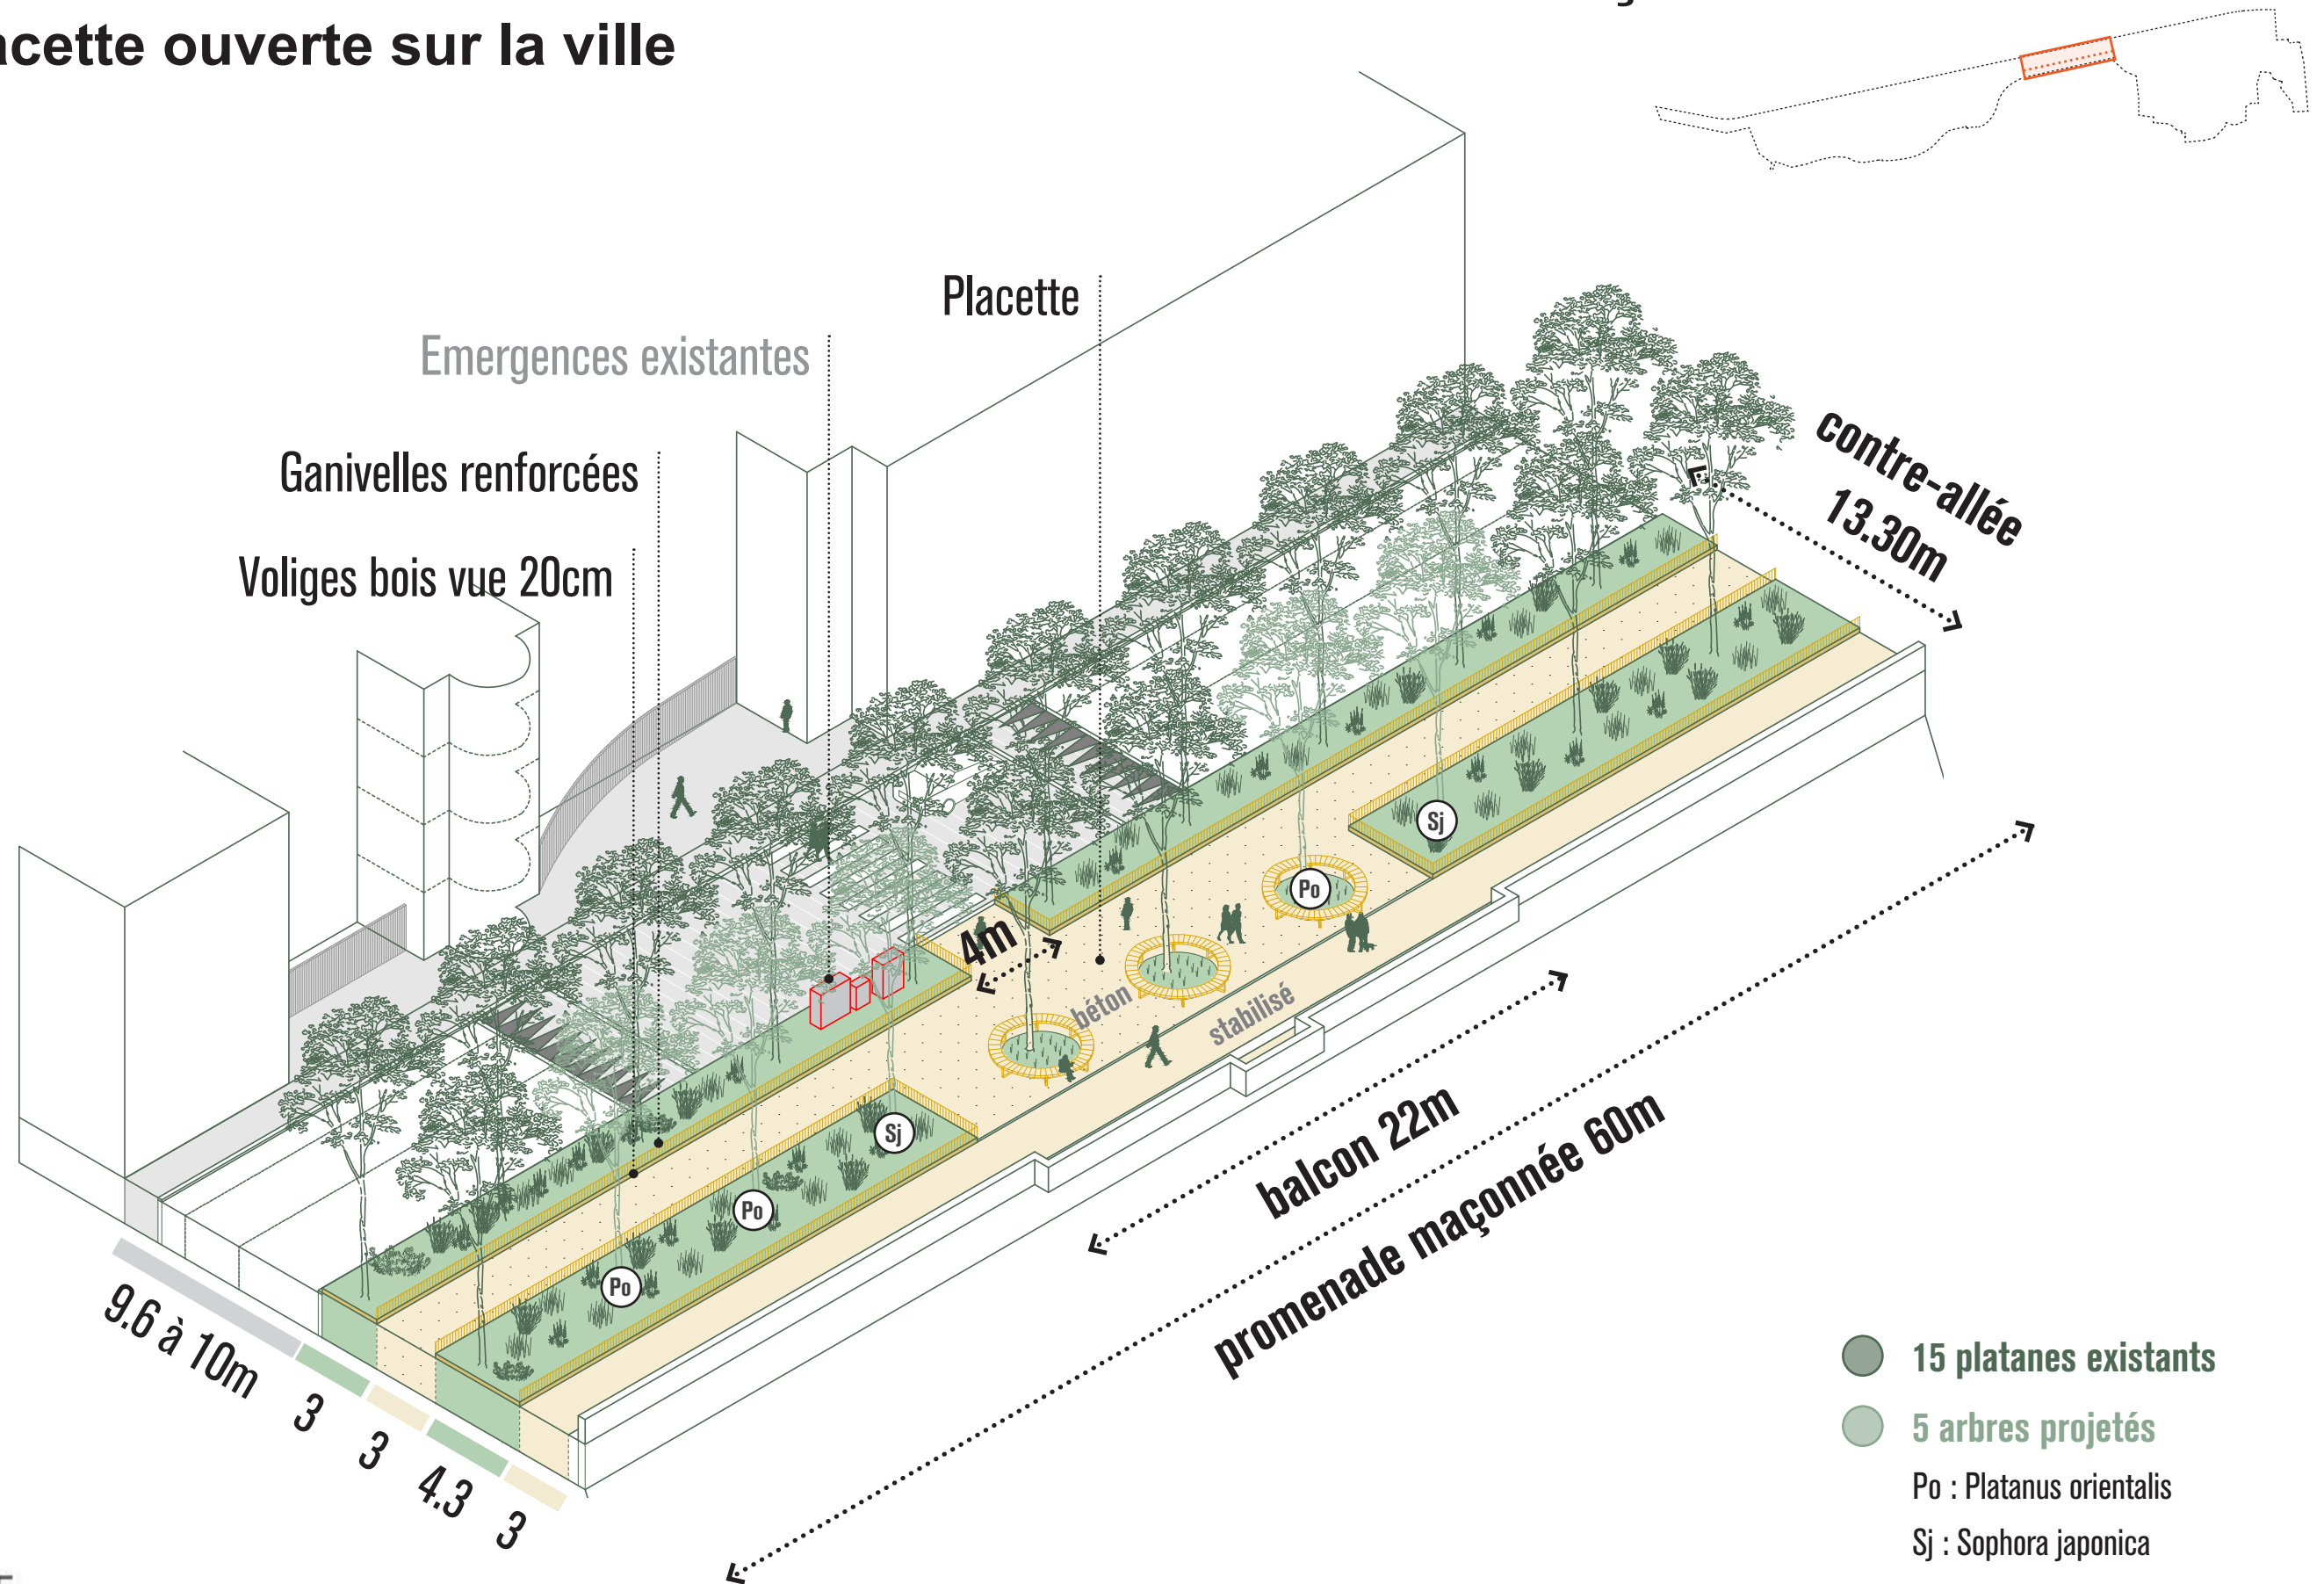 acette ouverte sur la ville
Placette
Emergences existantes
Ganivelles renforcées
Voliges bois vue 20cm
contre-allée
13.30m
4m
béton
stabilisé
Sj
Po
Sj
Po
Po
balcon 22m
promenade maçonnée 60m
9.6 à 10m
3
3
4.3
3
15 platanes existants
5 arbres projetés
Po : Platanus orientalis
Sj : Sophora japonica